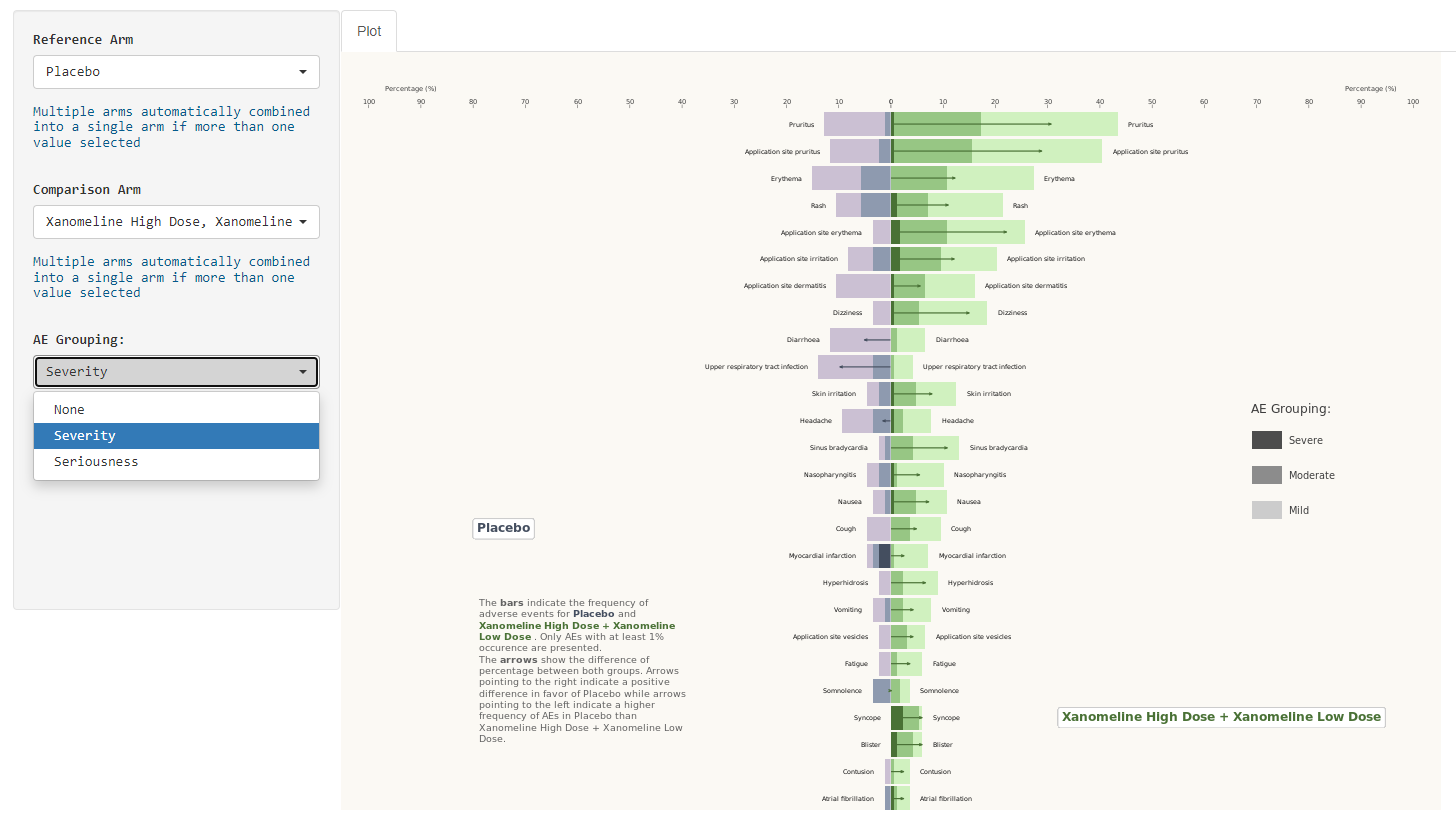 Reference Arm
Placebo
Multiple arms automatically combined
into a single arm if more than one
value selected
Comparison Arm
Xanomeline High Dose, Xanomeline
Multiple arms automatically combined
into a single arm if more than one
value selected
AE Grouping:
Severity
None
Severity
Seriousness
Plot
Percentage (%) Percentage (%)
100 90 80 70 60 50 40 30 20 10 0 10 20 30 40 50 60 70 80 90 100
Pruritus Pruritus
Application site pruritus Application site pruritus
Erythema Erythema
Rash Rash
Application site erythema Application site erythema
Application site irritation Application site irritation
Application site dermatitis Application site dermatitis
Dizziness Dizziness
Diarrhoea Diarrhoea
Upper respiratory tract infection Upper respiratory tract infection
Skin irritation Skin irritation
Headache Headache
Sinus bradycardia Sinus bradycardia
Nasopharyngitis Nasopharyngitis
Nausea Nausea
Cough Cough
Myocardial infarction Myocardial infarction
Hyperhidrosis Hyperhidrosis
Vomiting Vomiting
Application site vesicles Application site vesicles
Fatigue Fatigue
Somnolence Somnolence
Syncope Syncope
Blister Blister
Contusion Contusion
Atrial fibrillation Atrial fibrillation
AE Grouping:
Severe
Moderate
Mild
Placebo
The bars indicate the frequency of
adverse events for Placebo and
Xanomeline High Dose + Xanomeline
Low Dose . Only AEs with at least 1%
occurence are presented.
The arrows show the difference of
percentage between both groups. Arrows
pointing to the right indicate a positive
difference in favor of Placebo while arrows
pointing to the left indicate a higher
frequency of AEs in Placebo than
Xanomeline High Dose + Xanomeline Low
Dose.
Xanomeline High Dose + Xanomeline Low Dose